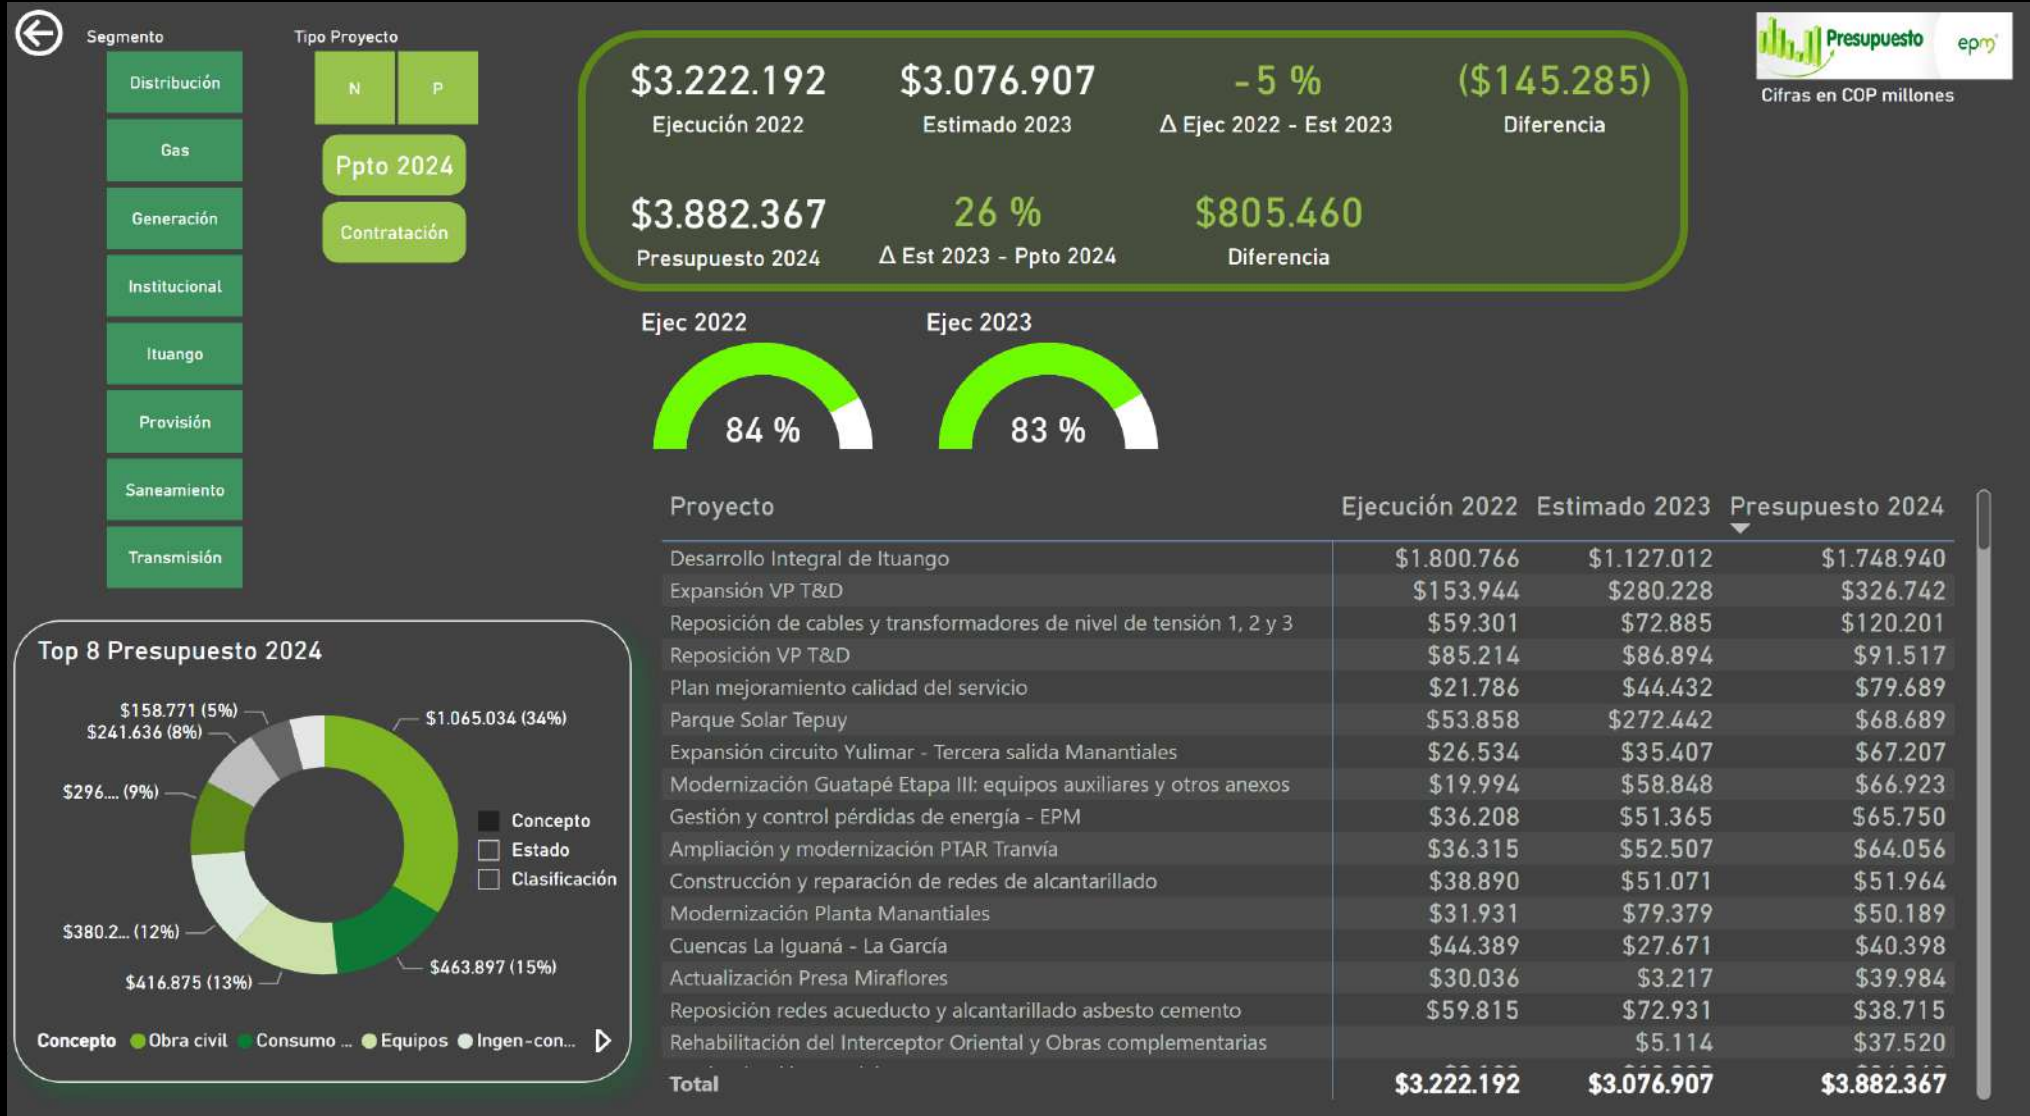 Segmento
Distribución
Gas
Generación
Institucional
Ituango
Provisión
Saneamiento
Transmisión
Tipo Proyecto
N P
Ppto 2024
Contratación
$3.222.192 $3.076.907 -5 % ($145.285)
Ejecución 2022 Estimado 2023 Δ Ejec 2022 - Est 2023 Diferencia
$3.882.367 26 % $805.460
Presupuesto 2024 Δ Est 2023 - Ppto 2024 Diferencia
Presupuesto epm
Cifras en COP millones
Ejec 2022 Ejec 2023
84 % 83 %
Proyecto Ejecución 2022 Estimado 2023 Presupuesto 2024
Desarrollo Integral de Ituango $1.800.766 $1.127.012 $1.748.940
Expansión VP T&D $153.944 $280.228 $326.742
Reposición de cables y transformadores de nivel de tensión 1, 2 y 3 $59.301 $72.885 $120.201
Reposición VP T&D $85.214 $86.894 $91.517
Plan mejoramiento calidad del servicio $21.786 $44.432 $79.689
Parque Solar Tepuy $53.858 $272.442 $68.689
Expansión circuito Yulimar - Tercera salida Manantiales $26.534 $35.407 $67.207
Modernización Guatapé Etapa III: equipos auxiliares y otros anexos $19.994 $58.848 $66.923
Gestión y control pérdidas de energía - EPM $36.208 $51.365 $65.750
Ampliación y modernización PTAR Tranvía $36.315 $52.507 $64.056
Construcción y reparación de redes de alcantarillado $38.890 $51.071 $51.964
Modernización Planta Manantiales $31.931 $79.379 $50.189
Cuencas La Iguaná - La García $44.389 $27.671 $40.398
Actualización Presa Miraflores $30.036 $3.217 $39.984
Reposición redes acueducto y alcantarillado asbesto cemento $59.815 $72.931 $38.715
Rehabilitación del Interceptor Oriental y Obras complementarias $5.114 $37.520
Total $3.222.192 $3.076.907 $3.882.367
Top 8 Presupuesto 2024
$158.771 (5%)
$241.636 (8%)
$296.... (9%)
$380.2... (12%)
$416.875 (13%)
$463.897 (15%)
$1.065.034 (34%)
Concepto
Estado
Clasificación
Concepto Obra civil Consumo ... Equipos Ingen-con...